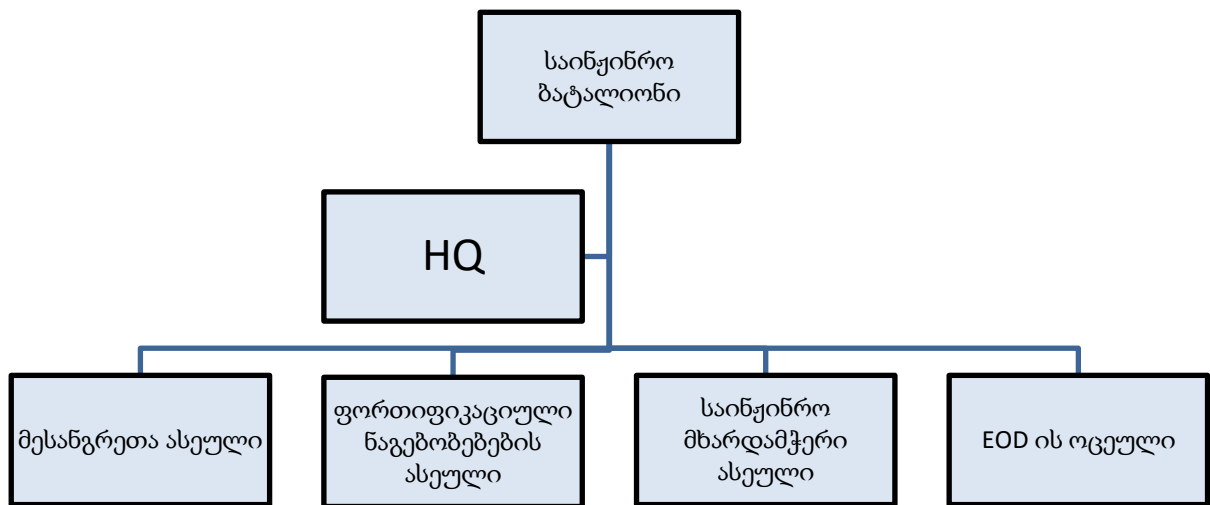 საინჟინრო
ბატალიონი
HQ
მესანგრეთა ასეული
ფორთიფიკაციული
ნაგებობებების
ასეული
საინჟინრო
მხარდამჭერი
ასეული
EOD ის ოცეული